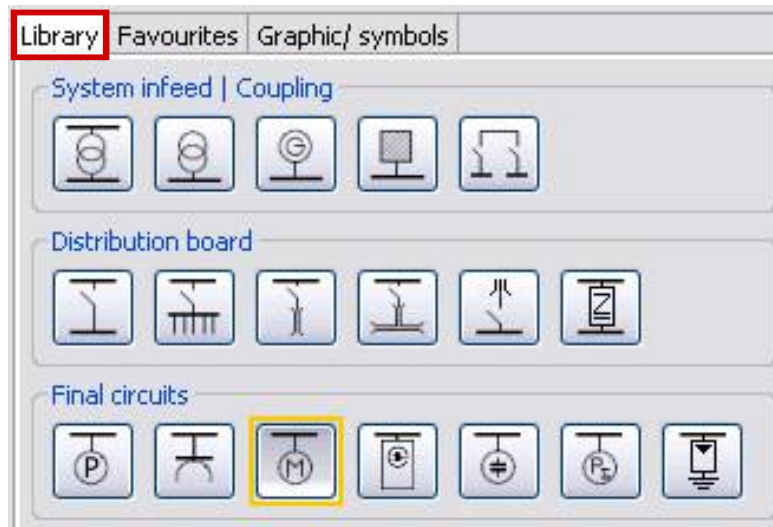 Library Favourites Graphic/ symbols
System infeed | Coupling
G
Distribution board
Z
Final circuits
P M